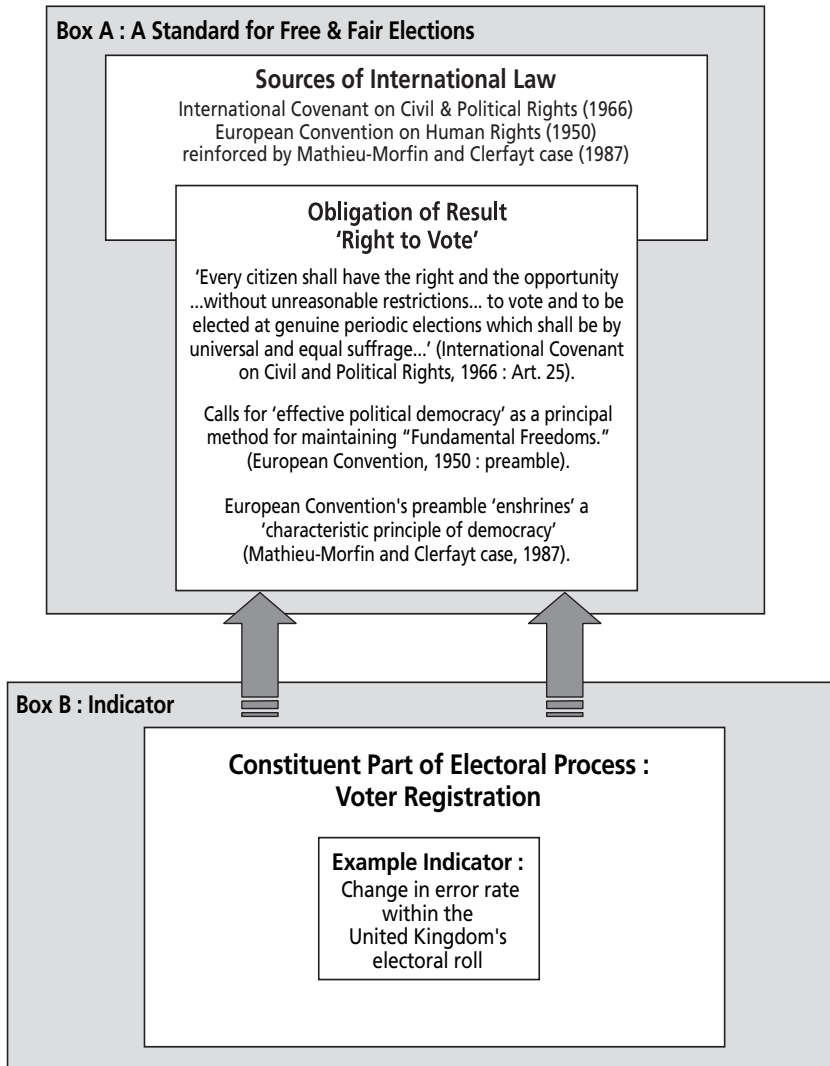 Box A : A Standard for Free & Fair Elections
Sources of International Law
International Covenant on Civil & Political Rights (1966)
European Convention on Human Rights (1950)
reinforced by Mathieu-Morfin and Clerfayt case (1987)
Obligation of Result
‘Right to Vote’
‘Every citizen shall have the right and the opportunity
...without unreasonable restrictions... to vote and to be
elected at genuine periodic elections which shall be by
universal and equal suffrage...’ (International Covenant
on Civil and Political Rights, 1966 : Art. 25).
Calls for ‘effective political democracy’ as a principal
method for maintaining “Fundamental Freedoms.”
(European Convention, 1950 : preamble).
European Convention's preamble ‘enshrines’ a
‘characteristic principle of democracy’
(Mathieu-Morfin and Clerfayt case, 1987).
Box B : Indicator
Constituent Part of Electoral Process :
Voter Registration
Example Indicator :
Change in error rate
within the
United Kingdom's
electoral roll